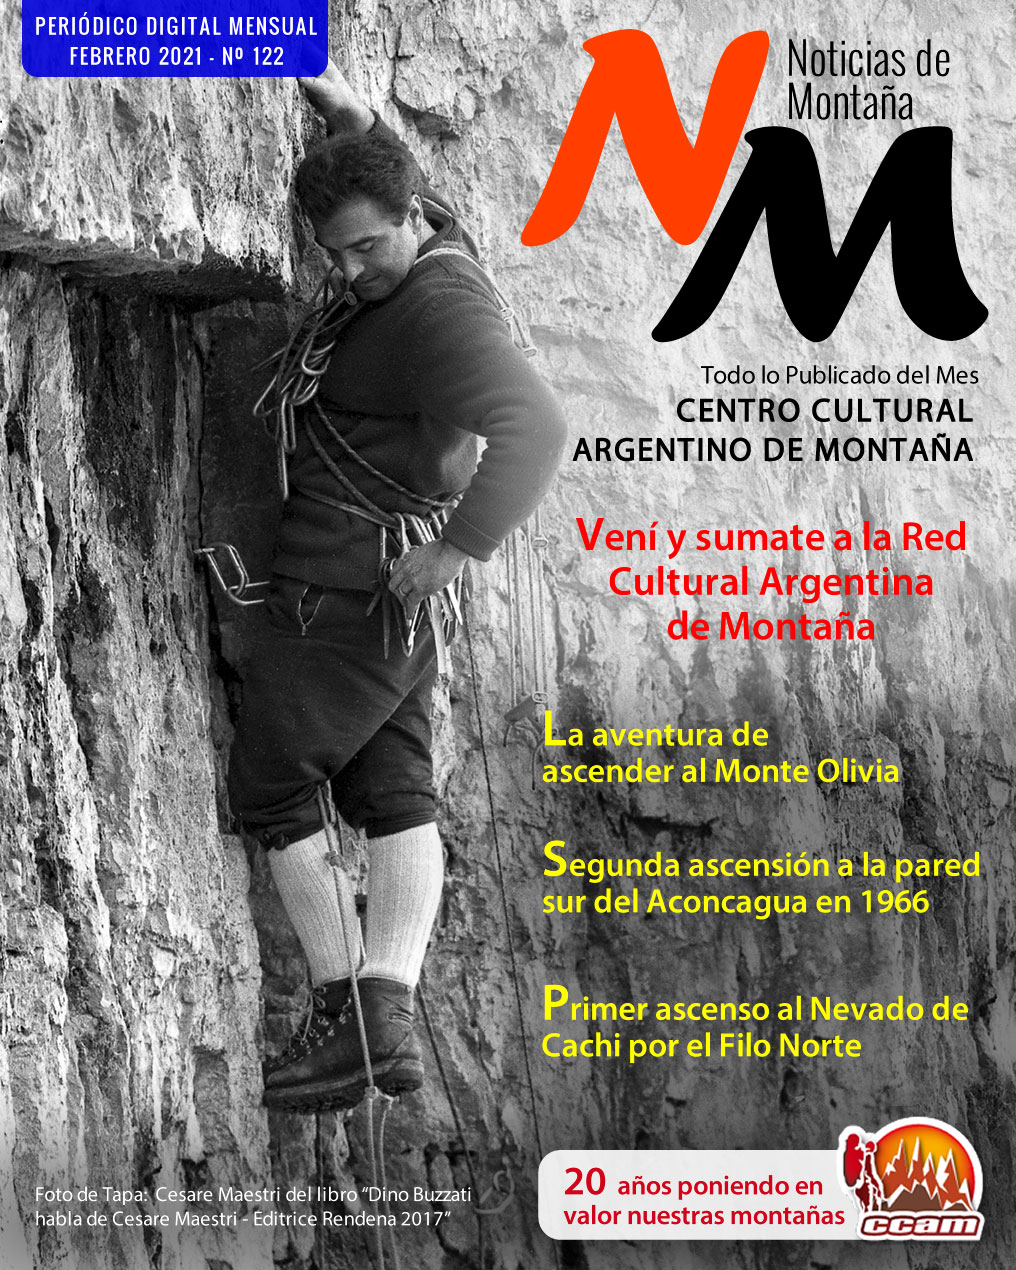 PERIÓDICO DIGITAL MENSUAL
FEBRERO 2021 - Nº 122
NM
Noticias de
Montaña
Todo lo Publicado del Mes
CENTRO CULTURAL
ARGENTINO DE MONTAÑA
Vení y sumate a la Red
Cultural Argentina
de Montaña
La aventura de
ascender al Monte Olivia
Segunda ascensión a la pared
sur del Aconcagua en 1966
Primer ascenso al Nevado de
Cachi por el Filo Norte
20 años poniendo en
valor nuestras montañas
ccam
Foto de Tapa: Cesare Maestri del libro “Dino Buzzati
habla de Cesare Maestri - Editrice Rendena 2017”